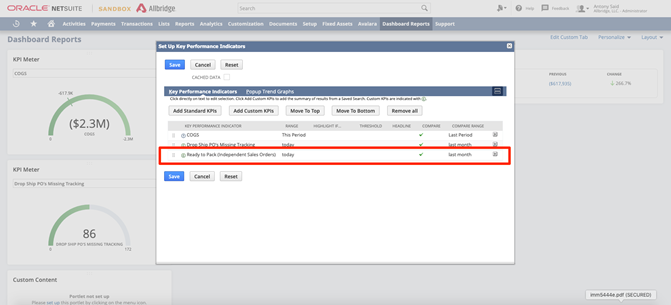 ORACLE NETSUITE SANDBOX Allbridge Search Help Feedback Antony Said
Activities Payments Transactions Lists Reports Analytics Customization Documents Setup Fixed Assets Avalara Dashboard Reports Support
Dashboard Reports Edit Custom Tab Personalize Layout
Set Up Key Performance Indicators
Save Cancel Reset
CACHED DATA
Key Performance Indicators Popup Trend Graphs
Click directly on text to edit selection. Click Add Custom KPIs to add the summary of results from a Saved Search. Custom KPIs are indicated with
Add Standard KPIs Add Custom KPIs Move To Top Move To Bottom Remove all
KEY PERFORMANCE INDICATOR RANGE HIGHLIGHT IF... THRESHOLD HEADLINE COMPARE COMPARE RANGE
COGS This Period Last Period
Drop Ship PO's Missing Tracking today last month
Ready to Pack (Independent Sales Orders) today last month
Save Cancel Reset
KPI Meter
COGS
-617.9K
($2.3M)
COGS
-2.3M
KPI Meter
Drop Ship PO's Missing Tracking
86
DROP SHIP PO'S MISSING TRACKING
172
Custom Content
Portlet not set up
Please set up this portlet by clicking on the menu icon.
PREVIOUS CHANGE
($617,93) 266.7%
imm5444e.pdf (SECURED)